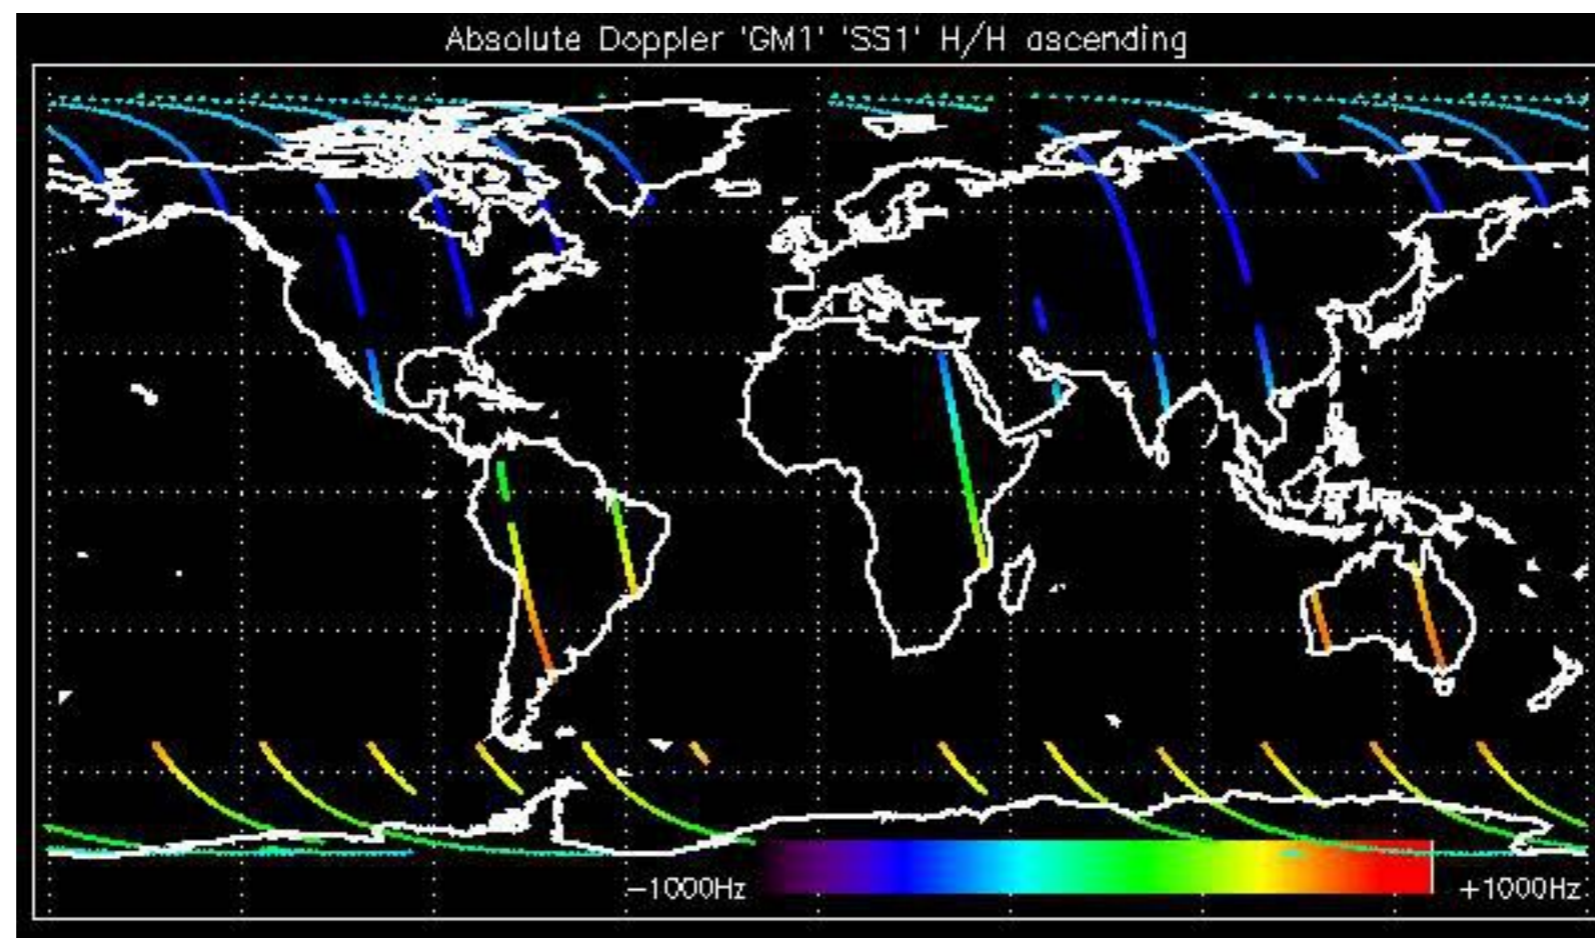 Absolute Doppler 'GM1' 'SS1' H/H ascending
-1000Hz
+1000Hz